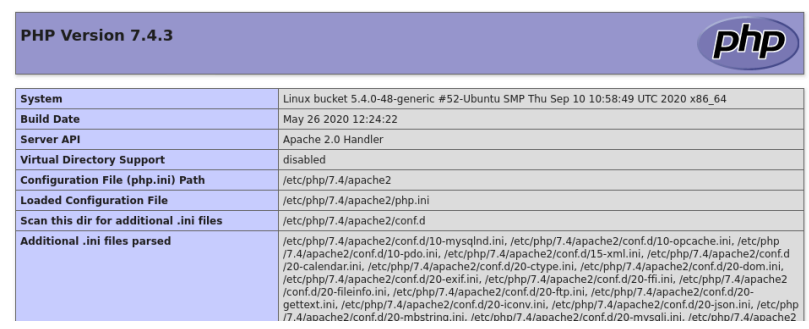 PHP Version 7.4.3
php
System Linux bucket 5.4.0-48-generic #52-Ubuntu SMP Thu Sep 10 10:58:49 UTC 2020 x86_64
Build Date May 26 2020 12:24:22
Server API Apache 2.0 Handler
Virtual Directory Support disabled
Configuration File (php.ini) Path /etc/php/7.4/apache2
Loaded Configuration File /etc/php/7.4/apache2/php.ini
Scan this dir for additional .ini files /etc/php/7.4/apache2/conf.d
Additional .ini files parsed /etc/php/7.4/apache2/conf.d/10-mysqlnd.ini, /etc/php/7.4/apache2/conf.d/10-opcache.ini, /etc/php
/7.4/apache2/conf.d/10-pdo.ini, /etc/php/7.4/apache2/conf.d/15-xml.ini, /etc/php/7.4/apache2/conf.d
/20-calendar.ini, /etc/php/7.4/apache2/conf.d/20-ctype.ini, /etc/php/7.4/apache2/conf.d/20-dom.ini,
/etc/php/7.4/apache2/conf.d/20-exif.ini, /etc/php/7.4/apache2/conf.d/20-ffi.ini, /etc/php/7.4/apache2
/conf.d/20-fileinfo.ini, /etc/php/7.4/apache2/conf.d/20-ftp.ini, /etc/php/7.4/apache2/conf.d/20-
gettext.ini, /etc/php/7.4/apache2/conf.d/20-iconv.ini, /etc/php/7.4/apache2/conf.d/20-json.ini, /etc/php
/7.4/apache2/conf.d/20-mbstring.ini, /etc/php/7.4/apache2/conf.d/20-mysqli.ini, /etc/php/7.4/apache2